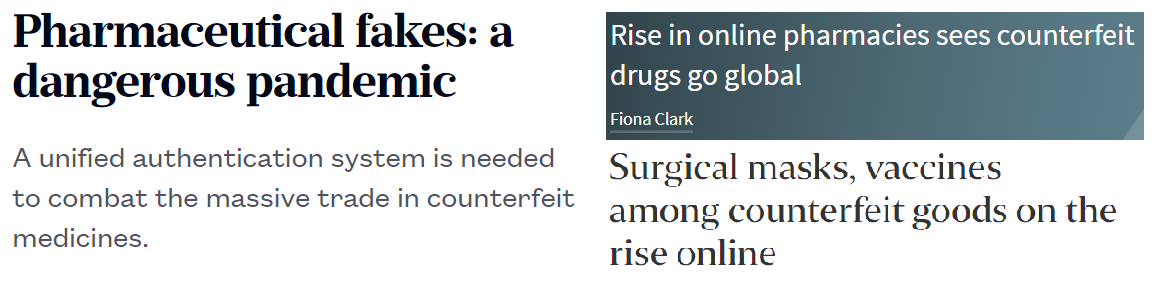 Pharmaceutical fakes: a
dangerous pandemic
A unified authentication system is needed
to combat the massive trade in counterfeit
medicines.
Rise in online pharmacies sees counterfeit
drugs go global
Fiona Clark
Surgical masks, vaccines
among counterfeit goods on the
rise online